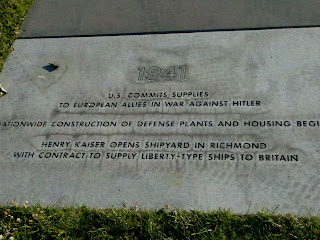 1941
U.S. COMMITS SUPPLIES
TO EUROPEAN ALLIES IN WAR AGAINST HITLER
CONSTRUCTION OF DEFENSE PLANTS AND HOUSING
HENRY KAISER OPENS SHIPYARD IN RICHMOND
WITH CONTRACT TO SUPPLY LIBERTY-TYPE SHIPS TO BRITAIN